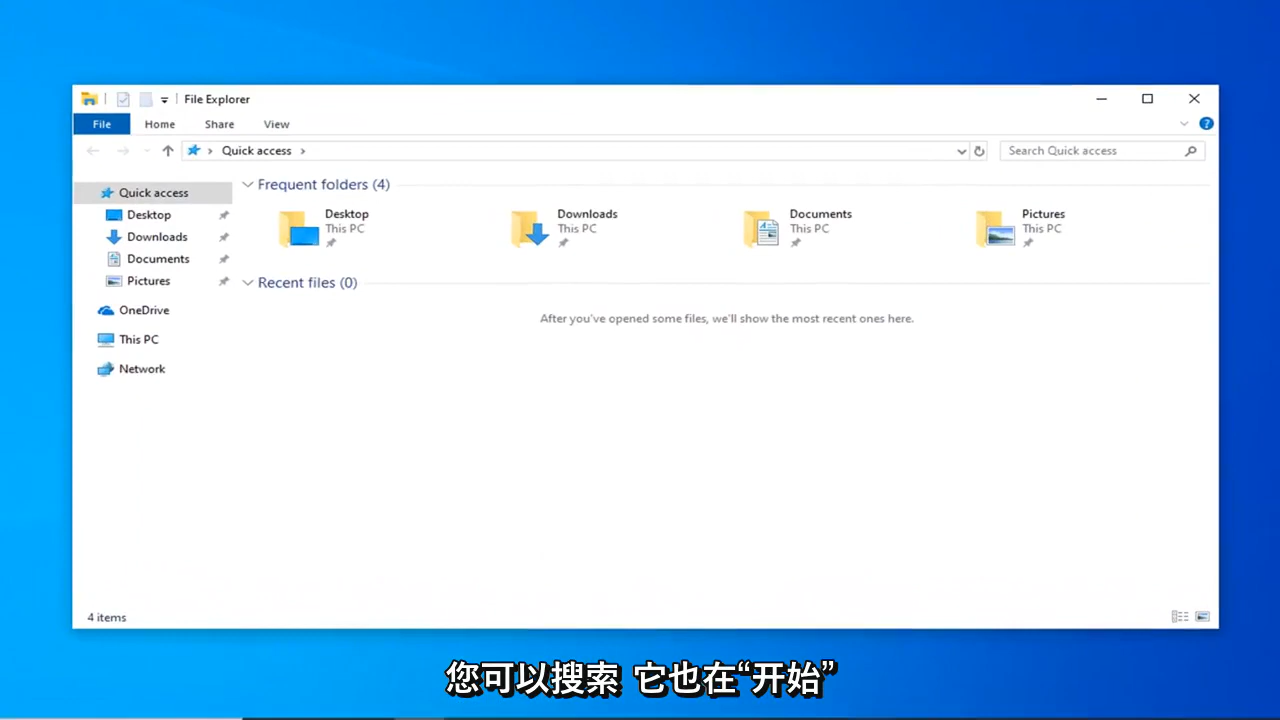 File Explorer
File Home Share View
Quick access
Search Quick access
Quick access
Desktop
Downloads
Documents
Pictures
OneDrive
This PC
Network
Frequent folders (4)
Desktop
This PC
Downloads
This PC
Documents
This PC
Pictures
This PC
Recent files (0)
After you've opened some files, we'll show the most recent ones here.
4 items
您可以搜索 它也在“开始”